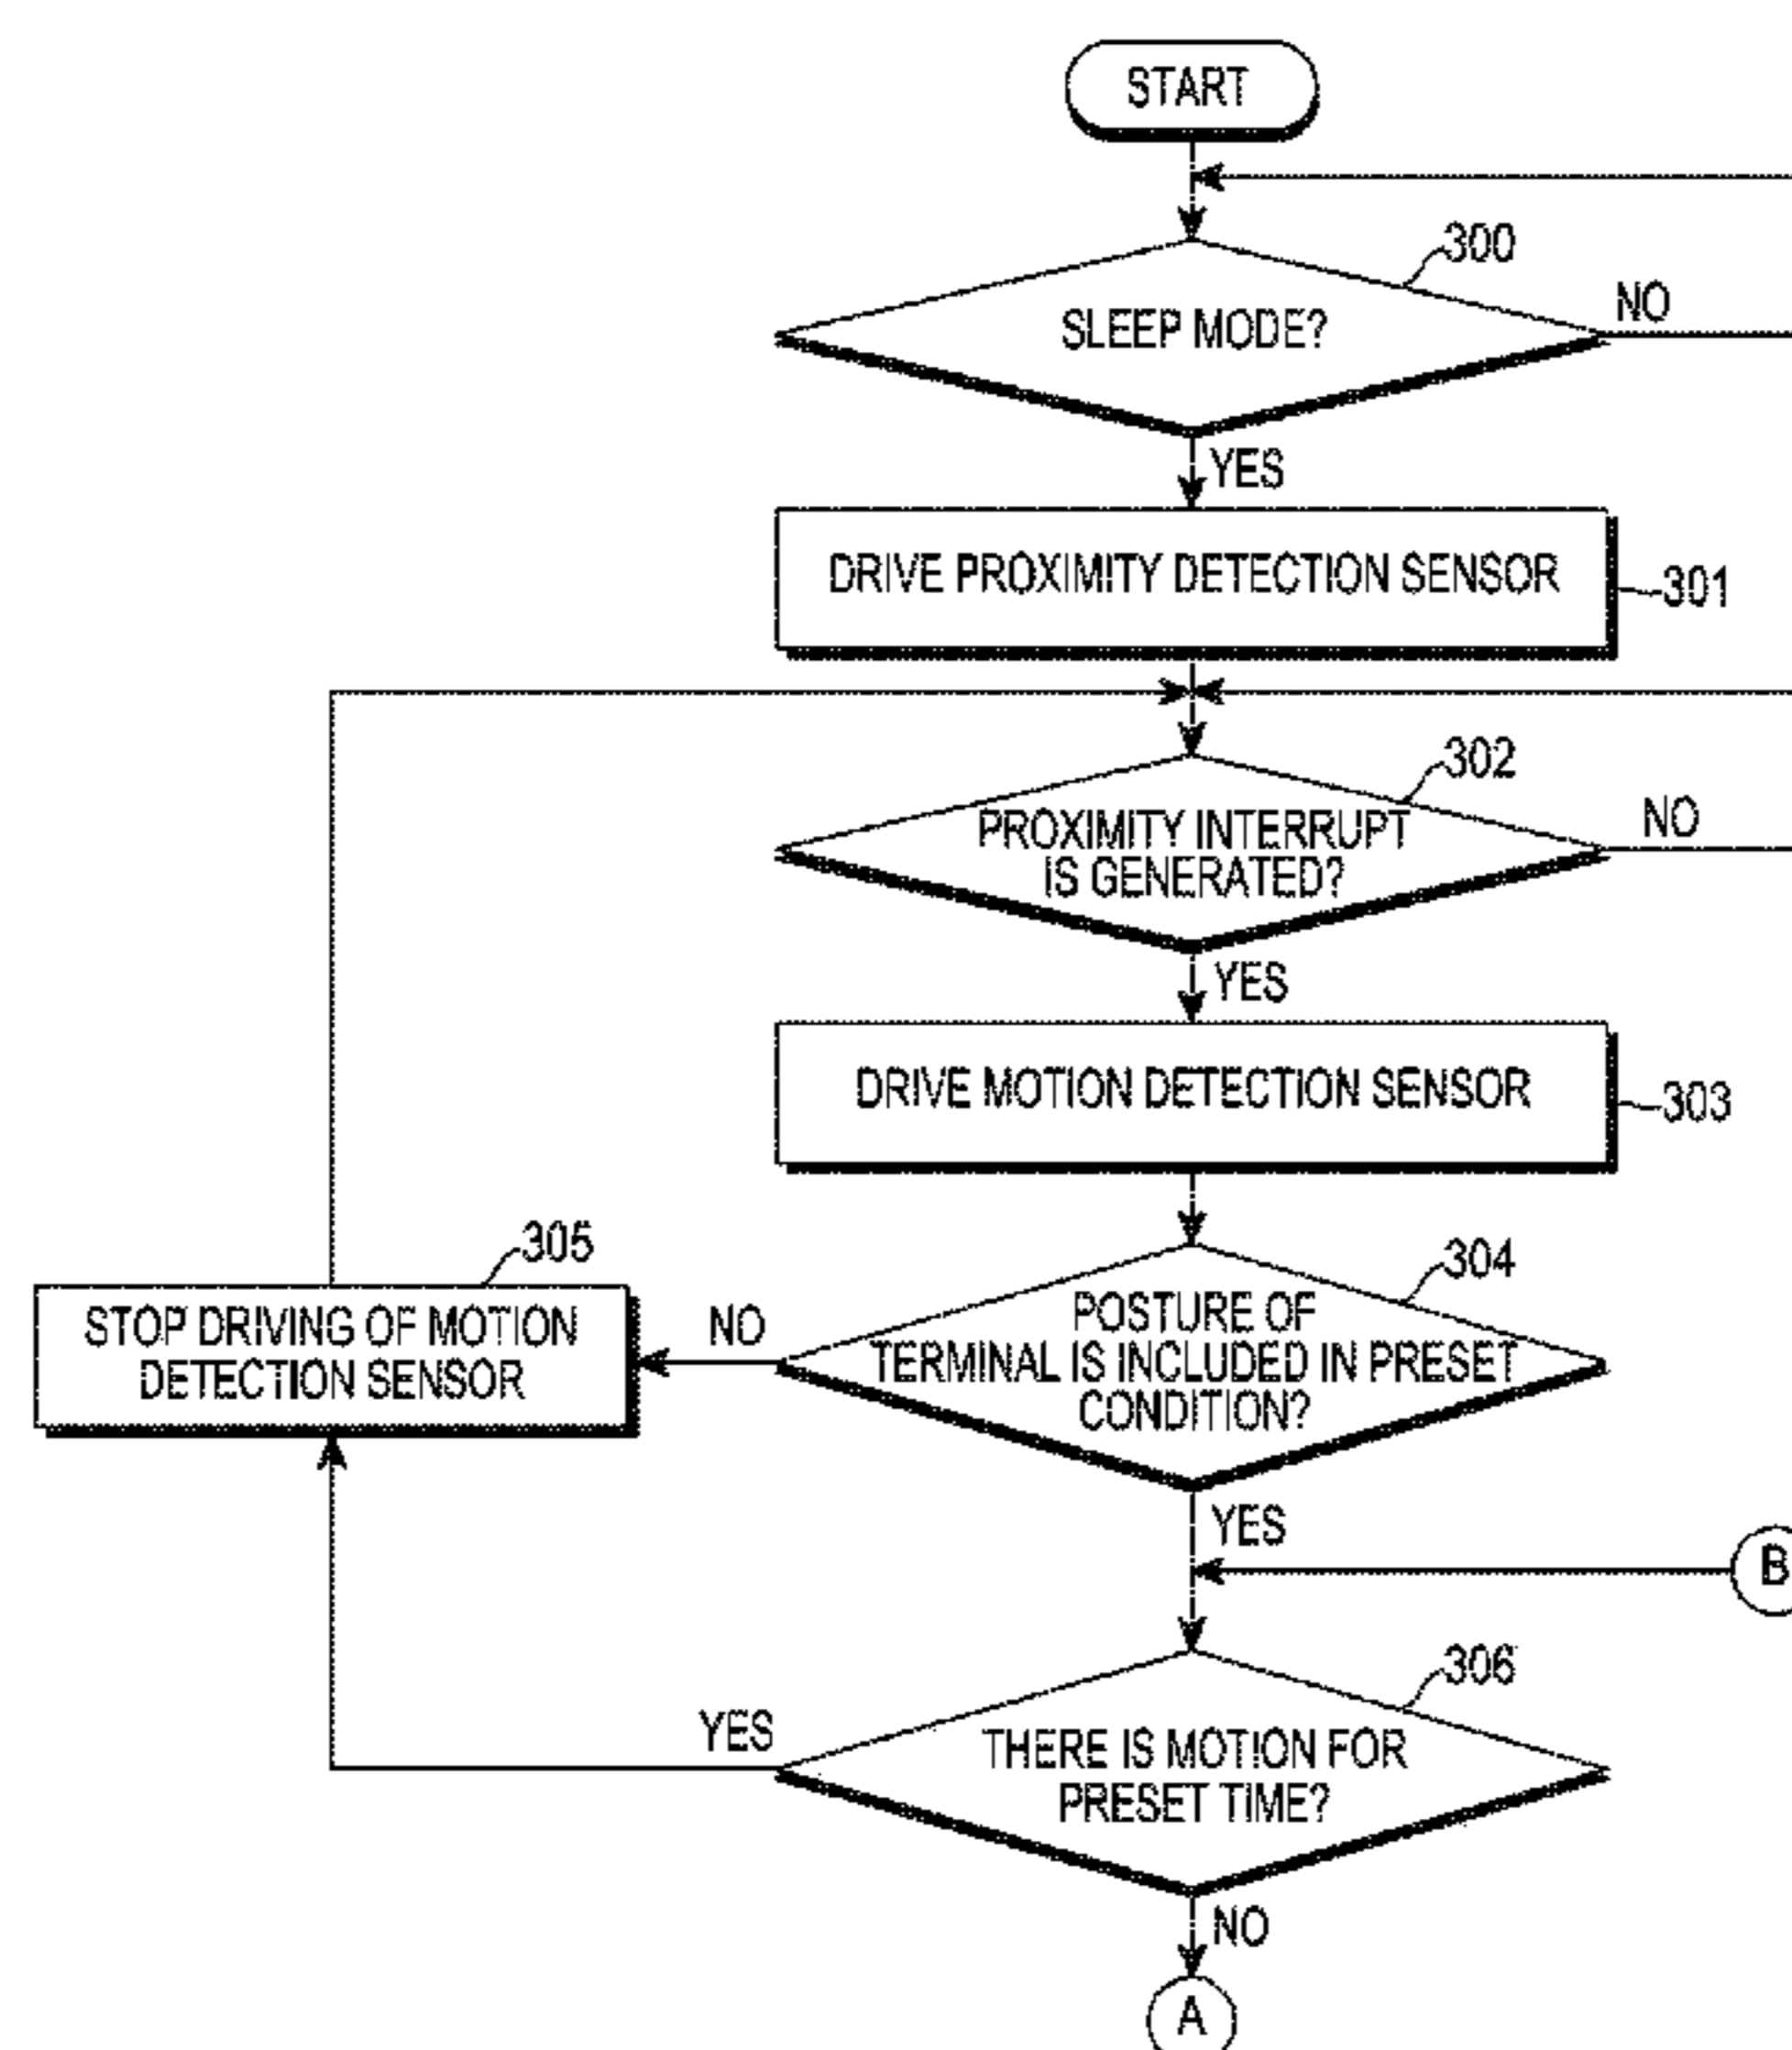 START
300
SLEEP MODE?
NO
YES
DRIVE PROXIMITY DETECTION SENSOR
301
302
PROXIMITY INTERRUPT
IS GENERATED?
NO
YES
DRIVE MOTION DETECTION SENSOR
303
305
STOP DRIVING OF MOTION
DETECTION SENSOR
NO
304
POSTURE OF
TERMINAL IS INCLUDED IN PRESET
CONDITION?
YES
B
306
YES
THERE IS MOTION FOR
PRESET TIME?
NO
A